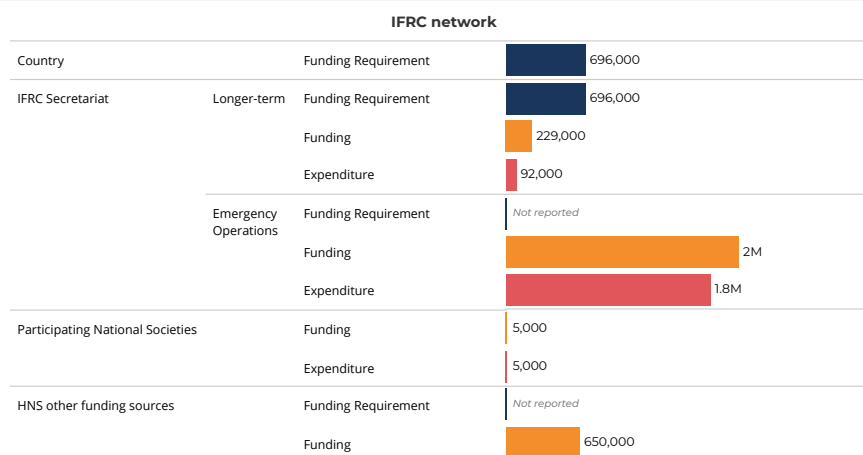 IFRC network
Country Funding Requirement 696,000
IFRC Secretariat Longer-term Funding Requirement 696,000
Funding 229,000
Expenditure 92,000
Emergency Operations Funding Requirement Not reported
Funding 2M
Expenditure 1.8M
Participating National Societies Funding 5,000
Expenditure 5,000
HNS other funding sources Funding Requirement Not reported
Funding 650,000